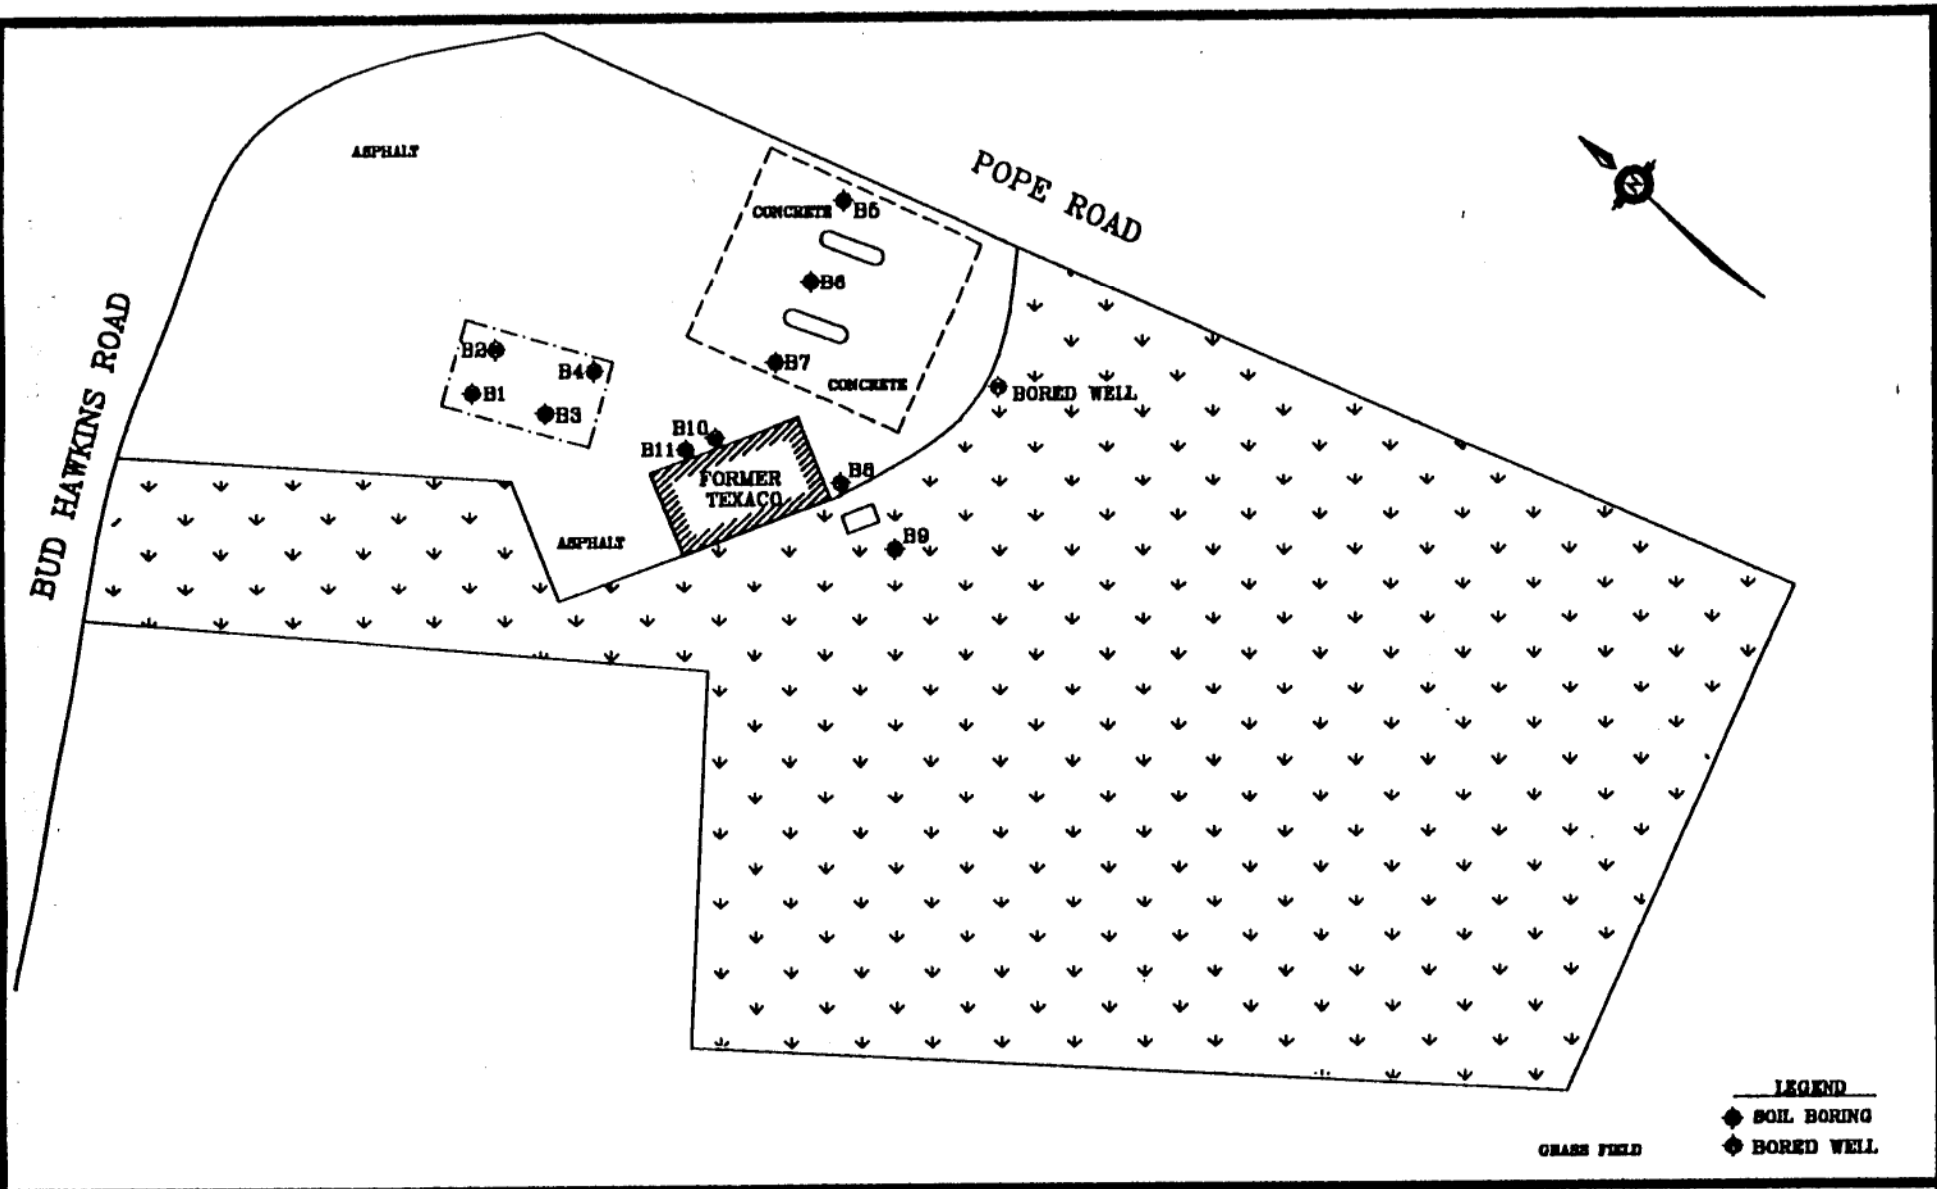 ASPHALT
POPE ROAD
CONCRETE
B5
B6
BUD HAWKINS ROAD
B2
B4
B7
B1
B3
CONCRETE
BORED WELL
B10
B11
FORMER
TEXACO
B8
ASPHALT
B9
N
LEGEND
SOIL BORING
GRASS FIELD
BORED WELL